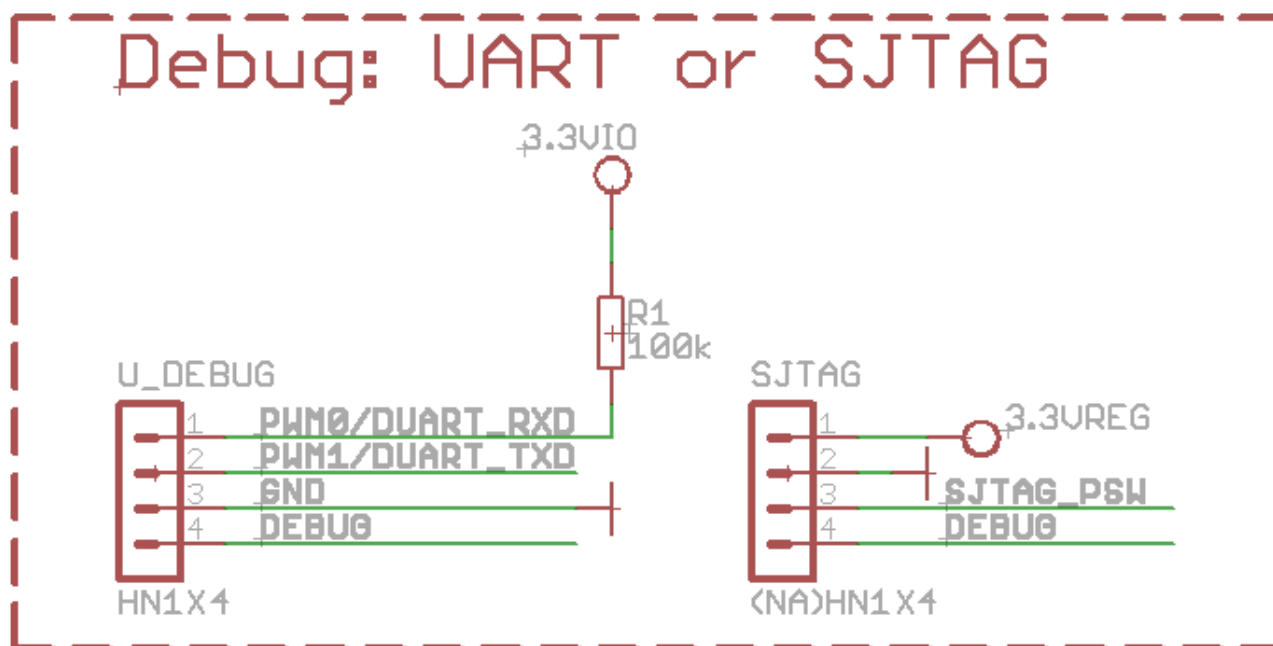 Debug: UART or SJTAG
3.3VIO
R1
100k
U_DEBUG
1 PWM0/DUART_RXD
2 PWM1/DUART_TXD
3 GND
4 DEBUG
HN1X4
SJTAG
1 3.3VREG
2
3 SJTAG_PSW
4 DEBUG
(NA)HN1X4